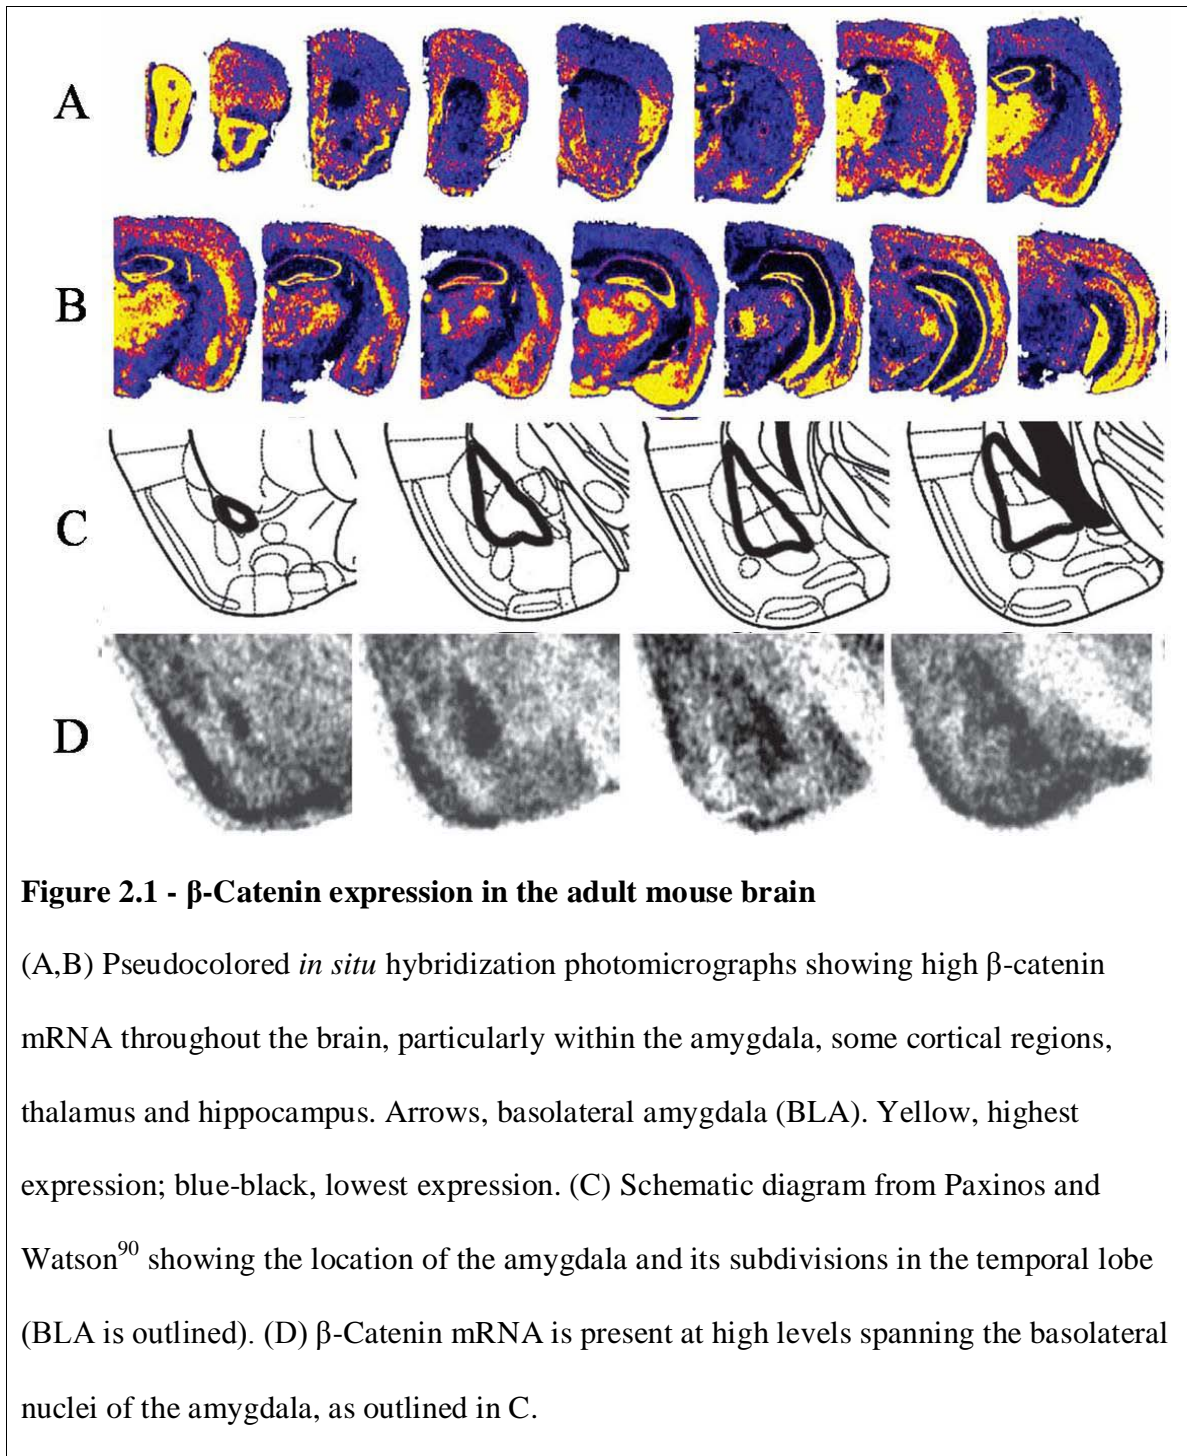 A
B
C
D
Figure 2.1 - β-Catenin expression in the adult mouse brain
(A,B) Pseudocolored in situ hybridization photomicrographs showing high β-catenin
mRNA throughout the brain, particularly within the amygdala, some cortical regions,
thalamus and hippocampus. Arrows, basolateral amygdala (BLA). Yellow, highest
expression; blue-black, lowest expression. (C) Schematic diagram from Paxinos and
Watson90 showing the location of the amygdala and its subdivisions in the temporal lobe
(BLA is outlined). (D) β-Catenin mRNA is present at high levels spanning the basolateral
nuclei of the amygdala, as outlined in C.